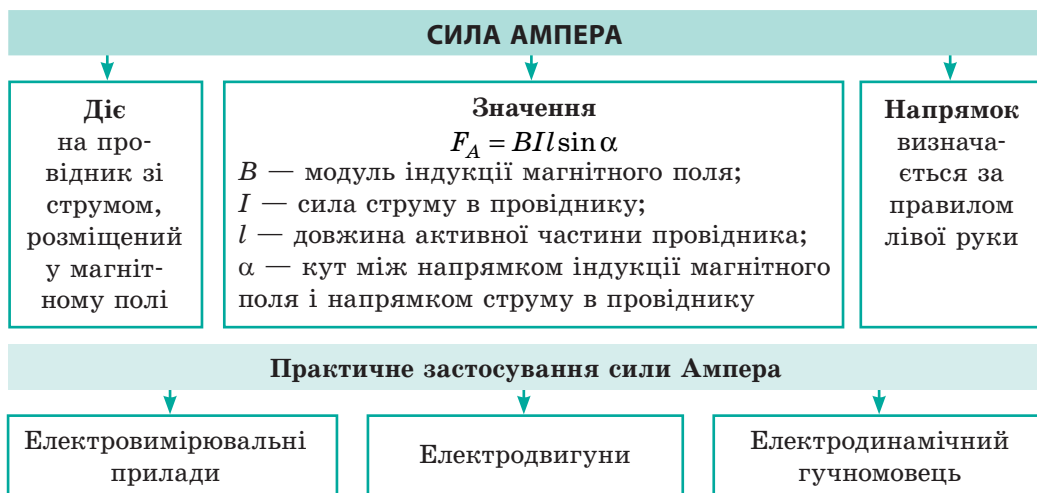 СИЛА АМПЕРА
Діє
на про-
відник зі
струмом,
розміщений
у магніт-
ному полі
Значення
F_A = BIl sin α
B — модуль індукції магнітного поля;
I — сила струму в провіднику;
l — довжина активної частини провідника;
α — кут між напрямком індукції магнітного
поля і напрямком струму в провіднику
Напрямок
визнача-
ється за
правилом
лівої руки
Практичне застосування сили Ампера
Електровимірювальні
прилади
Електродвигуни
Електродинамічний
гучномовець